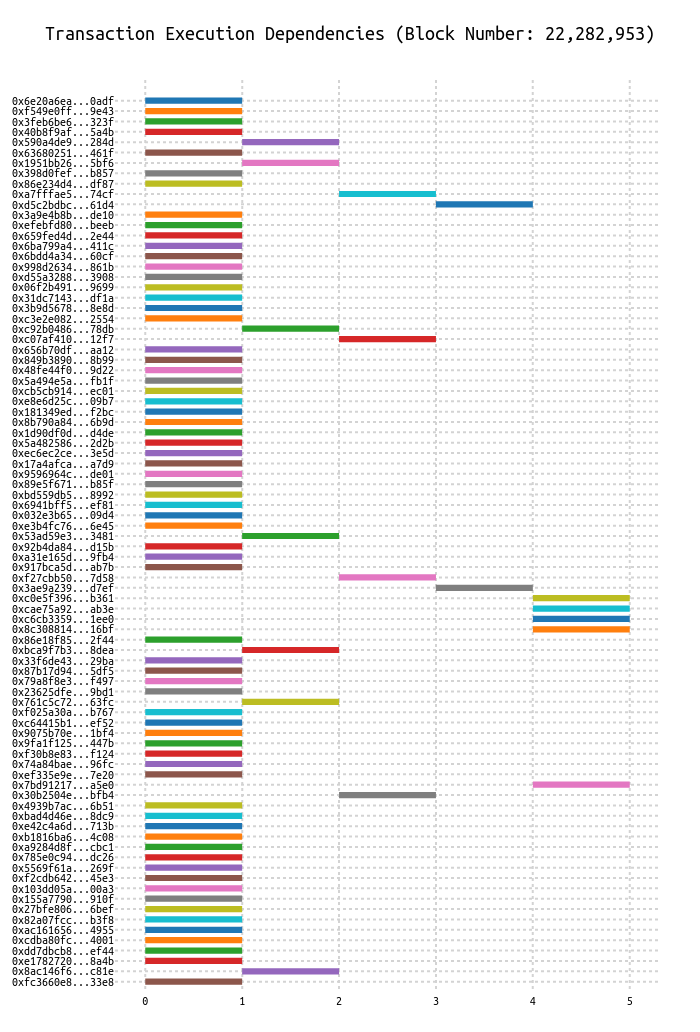 Transaction Execution Dependencies (Block Number: 22,282,953)
0x6e20a6ea...0adf
0xf549e0ff...9e43
0x3feb6be6...323f
0x40b8f9af...5a4b
0x590a4de9...284d
0x63680251...461f
0x1951bb26...5bf6
0x398d0fef...b857
0x86e234d4...df87
0xa7fffae5...74cf
0xd5c2bdbc...61d4
0x3a9e4b8b...de10
0xefebfd80...beeb
0x659fed4d...2e44
0x6ba799a4...411c
0x6bdd4a34...60cf
0x998d2634...861b
0xd55a3288...3908
0x06f2b491...9699
0x31dc7143...df1a
0x3b9d5678...8e8d
0xc3e2e082...2554
0xc92b0486...78db
0xc07af410...12f7
0x656b70df...aa12
0x849b3890...8b99
0x48fe44f0...9d22
0x5a494e5a...fb1f
0xcb5cb914...ec01
0xe8e6d25c...09b7
0x181349ed...f2bc
0x8b790a84...6b9d
0x1d90df0d...d4de
0x5a482586...2d2b
0xec6ec2ce...3e5d
0x17a4afca...a7d9
0x9596964c...de01
0x89e5f671...b85f
0xbd559db5...8992
0x6941bff5...ef81
0x032e3b65...09d4
0xe3b4fc76...6e45
0x53ad59e3...3481
0x92b4da84...d15b
0xa31e165d...9fb4
0x917bca5d...ab7b
0xf27cbb50...7d58
0x3ae9a239...d7ef
0xc0e5f396...b361
0xcae75a92...ab3e
0xc6cb3359...1ee0
0x8c308814...16bf
0x86e18f85...2f44
0xbca9f7b3...8dea
0x33f6de43...29ba
0x87b17d94...5df5
0x79a8f8e3...f497
0x23625dfe...9bd1
0x761c5c72...63fc
0xf025a30a...b767
0xc64415b1...ef52
0x9075b70e...1bf4
0x9fa1f125...447b
0xf30b8e83...f124
0x74a84bae...96fc
0xef335e9e...7e20
0x7bd91217...a5e0
0x30b2504e...bfb4
0x4939b7ac...6b51
0xbad4d46e...8dc9
0xe42c4a6d...713b
0xb1816ba6...4c08
0xa9284d8f...cbc1
0x785e0c94...dc26
0x5569f61a...269f
0xf2cdb642...45e3
0x103dd05a...00a3
0x155a7790...910f
0x27bfe806...6bef
0x82a07fcc...b3f8
0xac161656...4955
0xcdba80fc...4001
0xdd7dbcb8...ef44
0xe1782720...8a4b
0x8ac146f6...c81e
0xfc3660e8...33e8
0 1 2 3 4 5